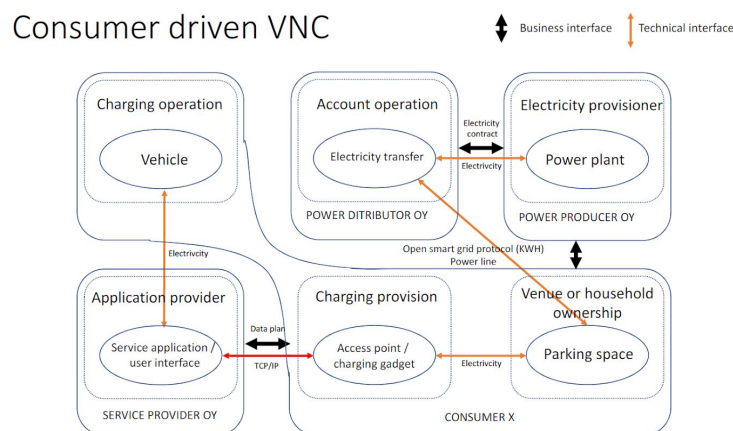 Consumer driven VNC
Business interface
Technical interface
Charging operation
Vehicle
Account operation
Electricity transfer
POWER DITRIBUTOR OY
Electricity
contract
Elecrivcity
Electricity provisioner
Power plant
POWER PRODUCER OY
Elecrivcity
Open smart grid protocol (KWH)
Power line
Application provider
Service application /
user interface
SERVICE PROVIDER OY
Data plan
TCP/IP
Charging provision
Access point /
charging gadget
Elecrivcity
Venue or household
ownership
Parking space
CONSUMER X